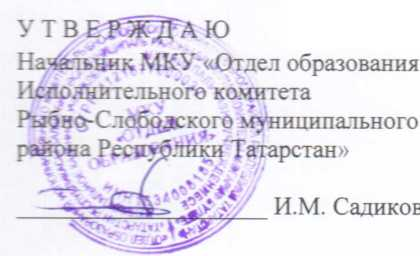 У Т В Е Р Ж Д А Ю
Начальник МКУ «Отдел образования
Исполнительного комитета
Рыбно-Слободского муниципального
района Республики Татарстан»
И.М. Садиков